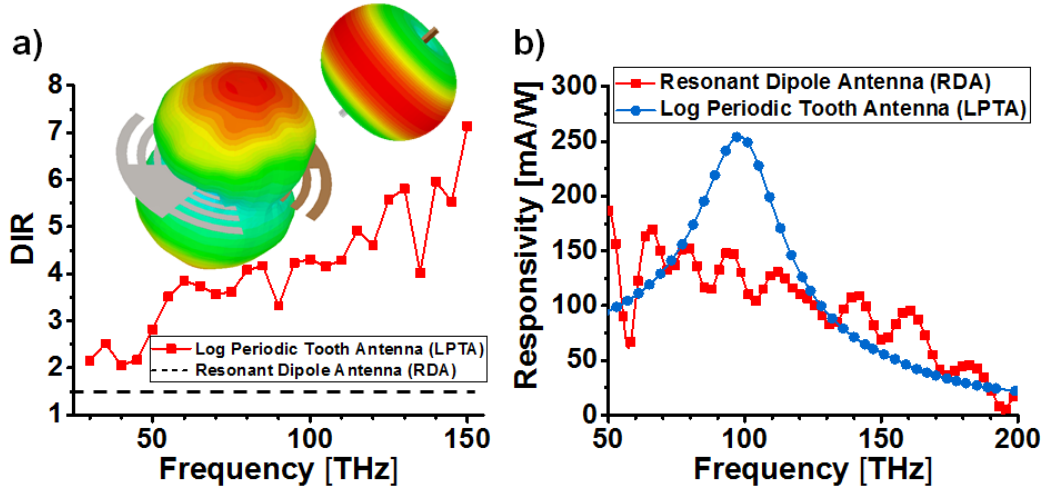 a)
8
7
6
5
4
3
2
1
DIR
Log Periodic Tooth Antenna (LPTA)
Resonant Dipole Antenna (RDA)
50 100 150
Frequency [THz]
b)
300
250
200
150
100
50
0
Responsivity [mA/W]
Resonant Dipole Antenna (RDA)
Log Periodic Tooth Antenna (LPTA)
50 100 150 200
Frequency [THz]